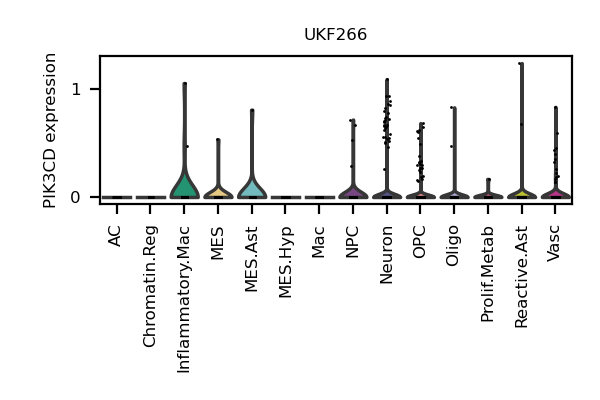 UKF266
PIK3CD expression
1
0
AC
Chromatin.Reg
Inflammatory.Mac
MES
MES.Ast
MES.Hyp
Mac
NPC
Neuron
OPC
Oligo
Prolif.Metab
Reactive.Ast
Vasc